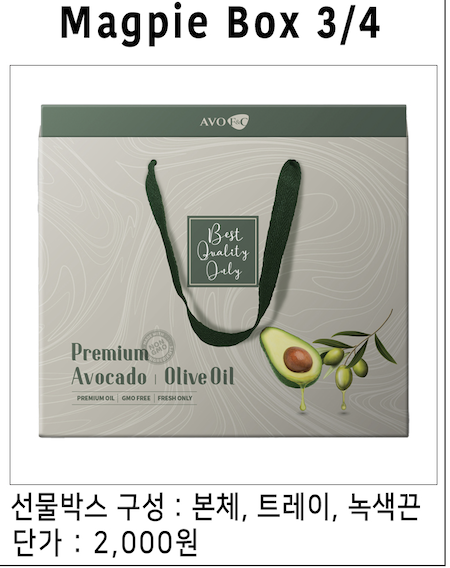 Magpie Box 3/4
AVO F&C
Best
Quality
Only
NON
GMO
Premium
Avocado | Olive Oil
PREMIUM OIL | GMO FREE | FRESH ONLY
선물박스 구성 : 본체, 트레이, 녹색끈
단가 : 2,000원